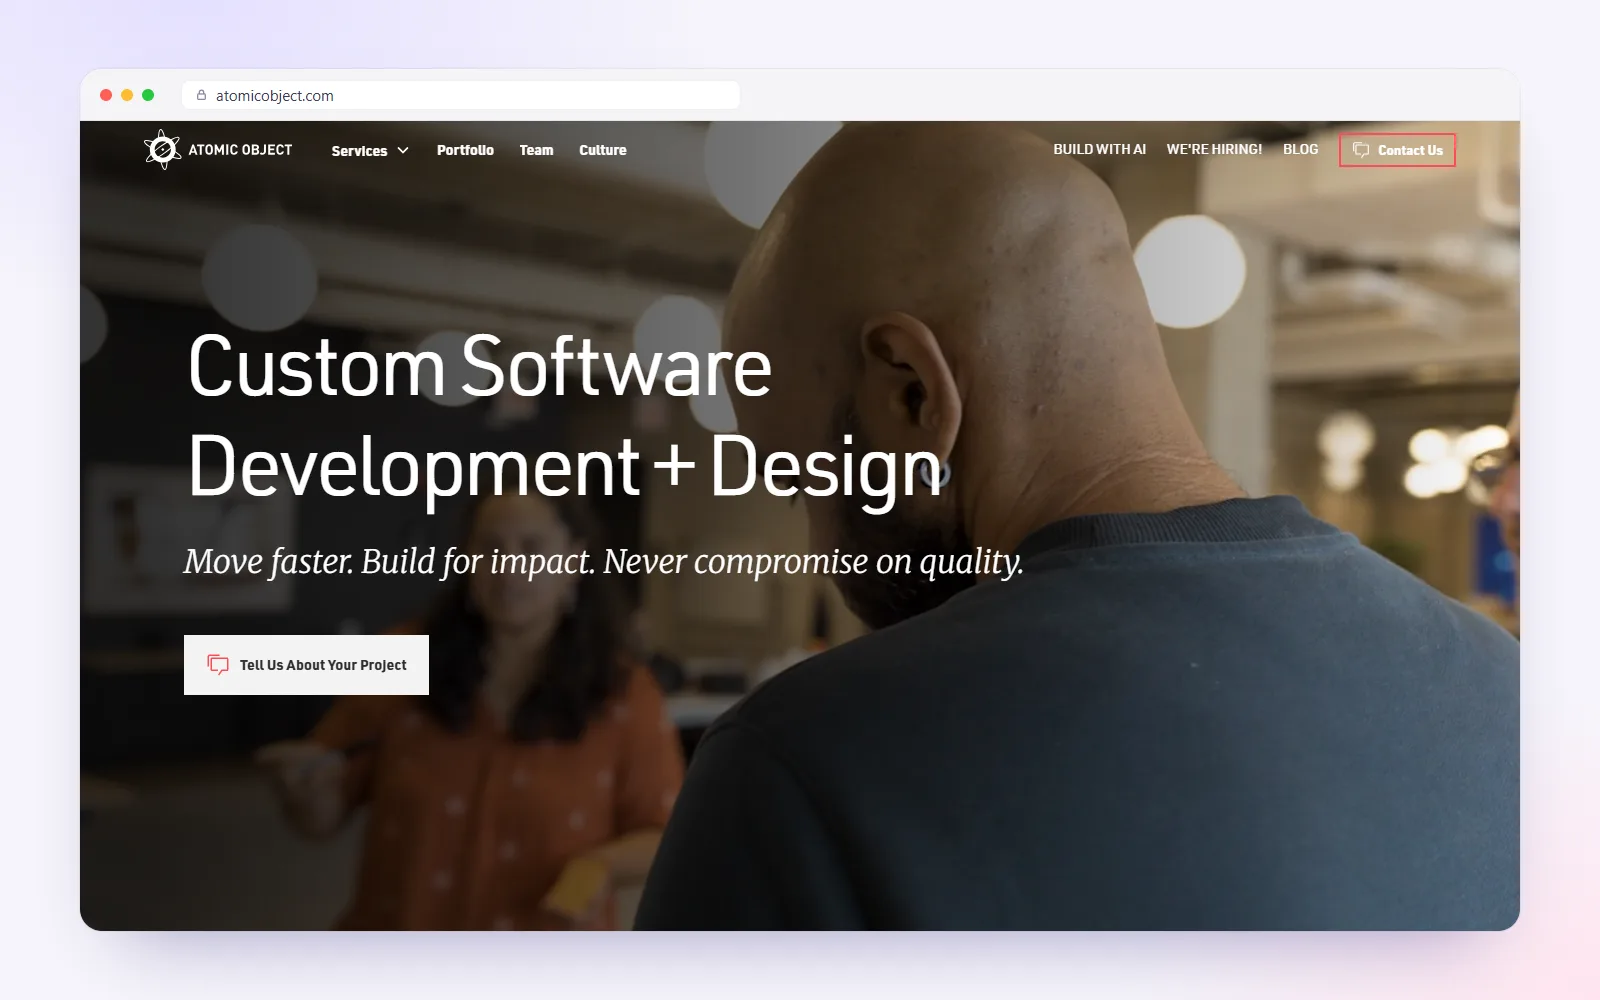 atomicobject.com
ATOMIC OBJECT
Services
Portfolio
Team
Culture
BUILD WITH AI
WE'RE HIRING!
BLOG
Contact Us
Custom Software
Development + Design
Move faster. Build for impact. Never compromise on quality.
Tell Us About Your Project